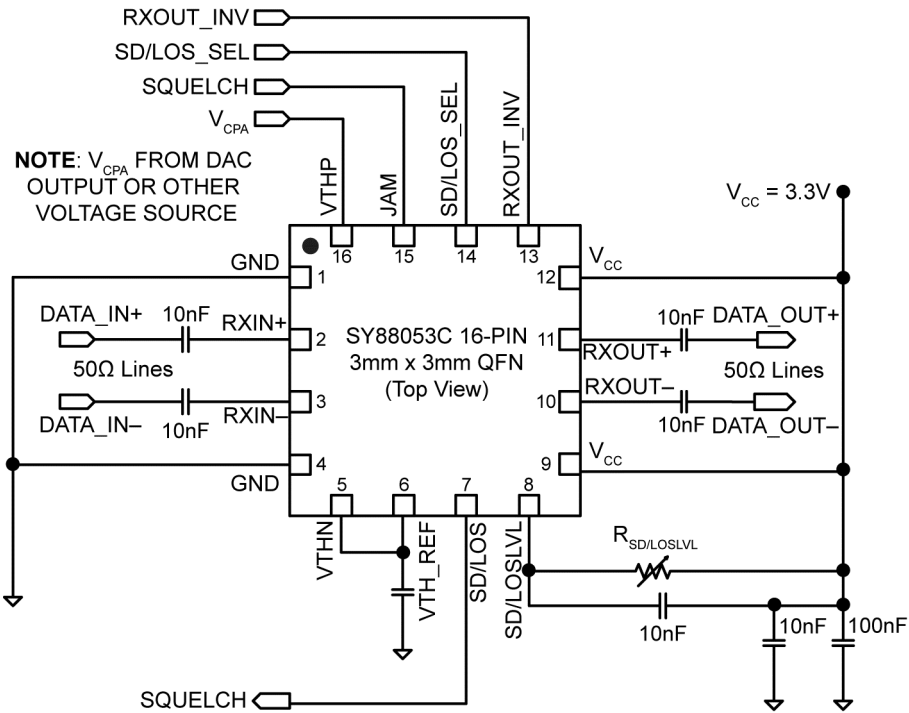 RXOUT_INV
SD/LOS_SEL
SQUELCH
VCPA
NOTE: VCPA FROM DAC
OUTPUT OR OTHER
VOLTAGE SOURCE
VTHP
JAM
SD/LOS_SEL
RXOUT_INV
VCC = 3.3V
16
15
14
13
GND
1
12
VCC
DATA_IN+
10nF
RXIN+
2
SY88053C 16-PIN
3mm x 3mm QFN
(Top View)
11
RXOUT+
10nF
DATA_OUT+
50Ω Lines
50Ω Lines
DATA_IN–
10nF
RXIN–
3
10
RXOUT–
10nF
DATA_OUT–
4
GND
9
VCC
5
6
7
8
VTHN
VTH_REF
SD/LOS
SD/LOSLVL
RSD/LOSLVL
10nF
10nF
100nF
SQUELCH